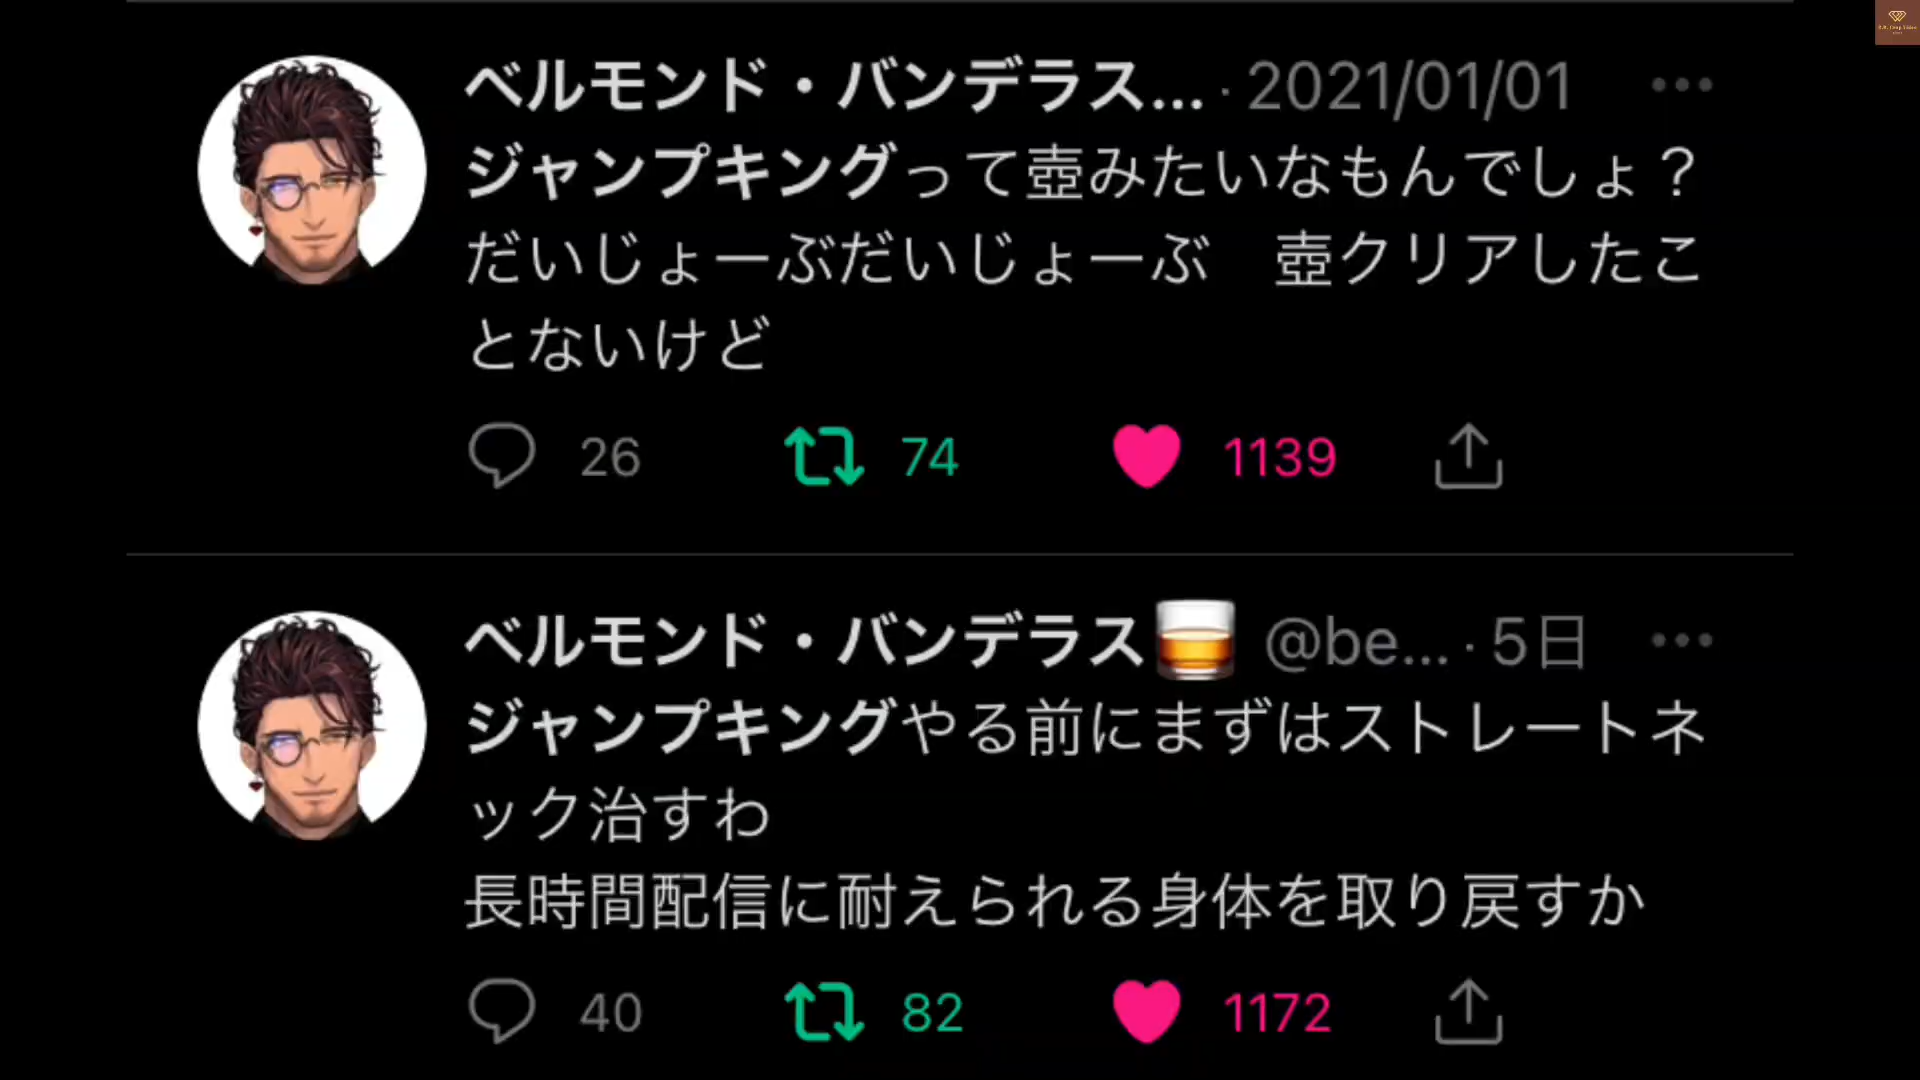 ベルモンド・バンデラス... · 2021/01/01
ジャンプキングって壺みたいなもんでしょ？
だいじょーぶだいじょーぶ　壺クリアしたこ
とないけど
26 74 1139
ベルモンド・バンデラス🥃 @be... · 5日
ジャンプキングやる前にまずはストレートネ
ック治すわ
長時間配信に耐えられる身体を取り戻すか
40 82 1172